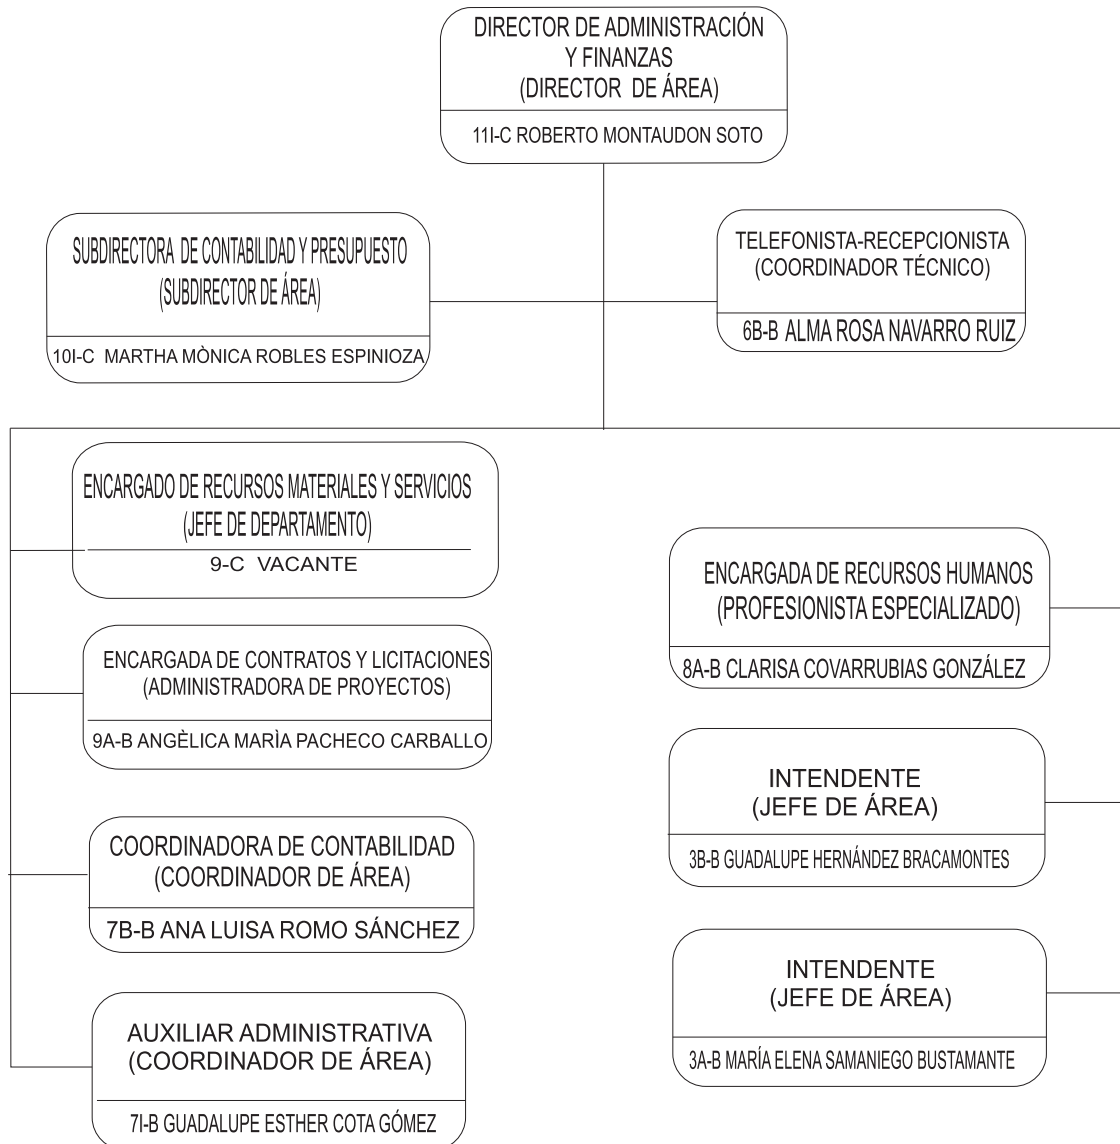 DIRECTOR DE ADMINISTRACIÓN
Y FINANZAS
(DIRECTOR DE ÁREA)
11I-C ROBERTO MONTAUDON SOTO
SUBDIRECTORA DE CONTABILIDAD Y PRESUPUESTO
(SUBDIRECTOR DE ÁREA)
10I-C MARTHA MÒNICA ROBLES ESPINIOZA
TELEFONISTA-RECEPCIONISTA
(COORDINADOR TÉCNICO)
6B-B ALMA ROSA NAVARRO RUIZ
ENCARGADO DE RECURSOS MATERIALES Y SERVICIOS
(JEFE DE DEPARTAMENTO)
9-C VACANTE
ENCARGADA DE CONTRATOS Y LICITACIONES
(ADMINISTRADORA DE PROYECTOS)
9A-B ANGÈLICA MARÌA PACHECO CARBALLO
COORDINADORA DE CONTABILIDAD
(COORDINADOR DE ÁREA)
7B-B ANA LUISA ROMO SÁNCHEZ
AUXILIAR ADMINISTRATIVA
(COORDINADOR DE ÁREA)
7I-B GUADALUPE ESTHER COTA GÓMEZ
ENCARGADA DE RECURSOS HUMANOS
(PROFESIONISTA ESPECIALIZADO)
8A-B CLARISA COVARRUBIAS GONZÁLEZ
INTENDENTE
(JEFE DE ÁREA)
3B-B GUADALUPE HERNÁNDEZ BRACAMONTES
INTENDENTE
(JEFE DE ÁREA)
3A-B MARÍA ELENA SAMANIEGO BUSTAMANTE